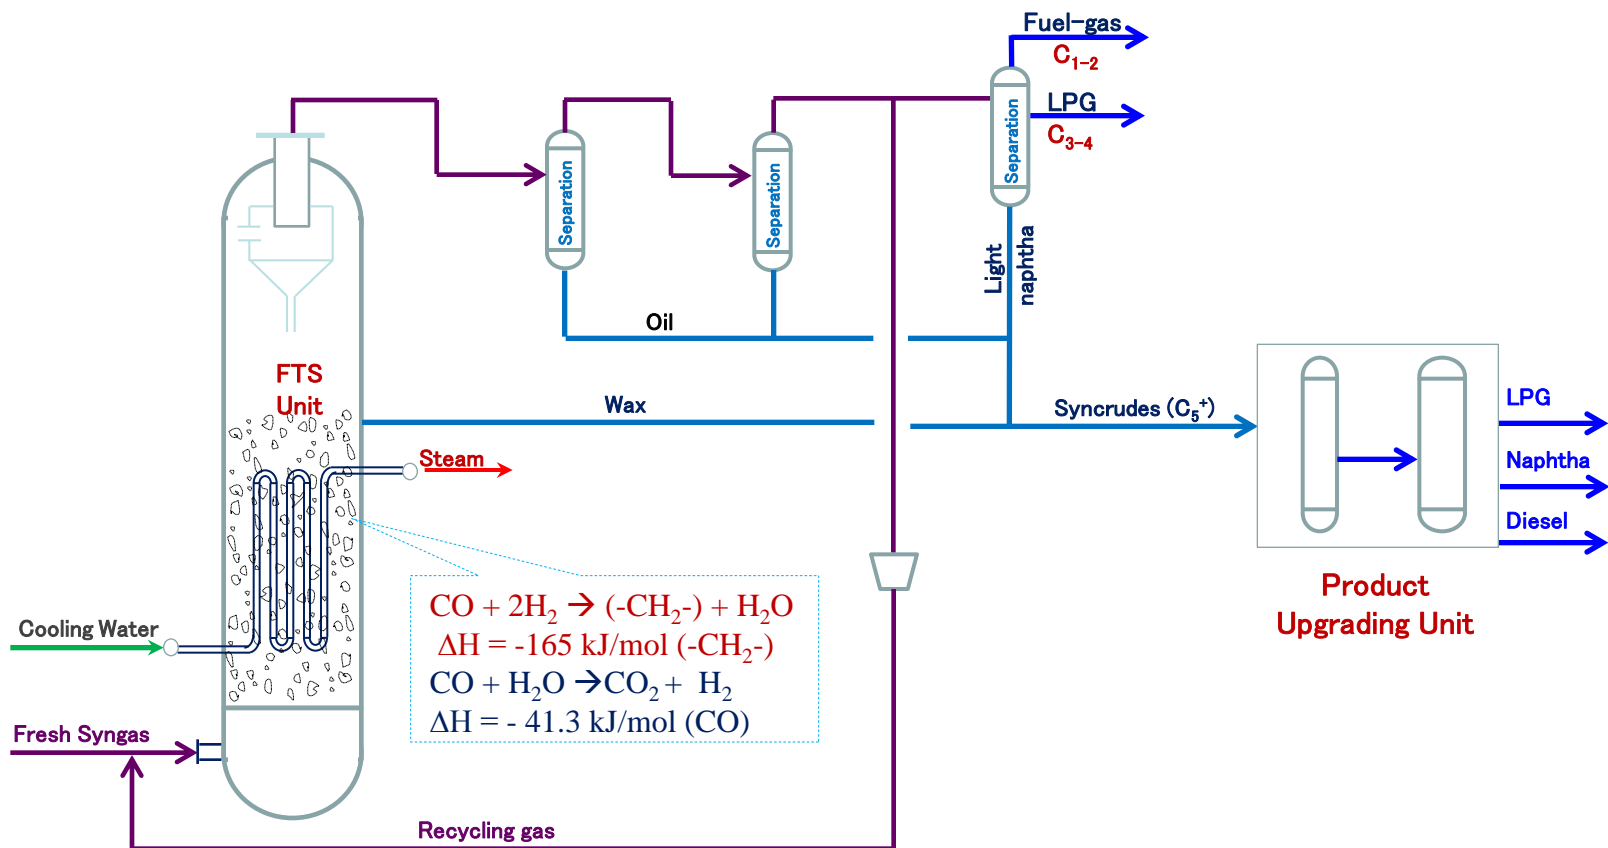 Fuel-gas
C₁₋₂
LPG
C₃₋₄
Separation
Separation
Separation
Light
naphtha
Oil
FTS
Unit
Wax
Syncrudes (C₅⁺)
LPG
Steam
Naphtha
Diesel
CO + 2H₂ → (-CH₂-) + H₂O
ΔH = -165 kJ/mol (-CH₂-)
CO + H₂O →CO₂ + H₂
ΔH = - 41.3 kJ/mol (CO)
Product
Upgrading Unit
Cooling Water
Fresh Syngas
Recycling gas